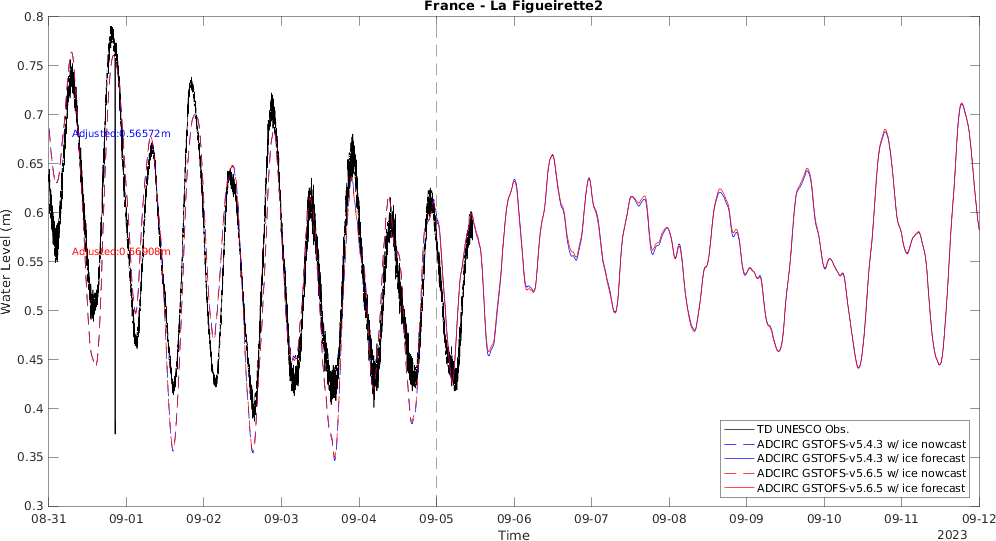 France - La Figueirette2
Water Level (m)
0.8
0.75
0.7
0.65
0.6
0.55
0.5
0.45
0.4
0.35
0.3
Adjusted:0.56572m
Adjusted:0.56908m
TD UNESCO Obs.
ADCIRC GSTOFS-v5.4.3 w/ ice nowcast
ADCIRC GSTOFS-v5.4.3 w/ ice forecast
ADCIRC GSTOFS-v5.6.5 w/ ice nowcast
ADCIRC GSTOFS-v5.6.5 w/ ice forecast
08-31 09-01 09-02 09-03 09-04 09-05 09-06 09-07 09-08 09-09 09-10 09-11 09-12
Time
2023